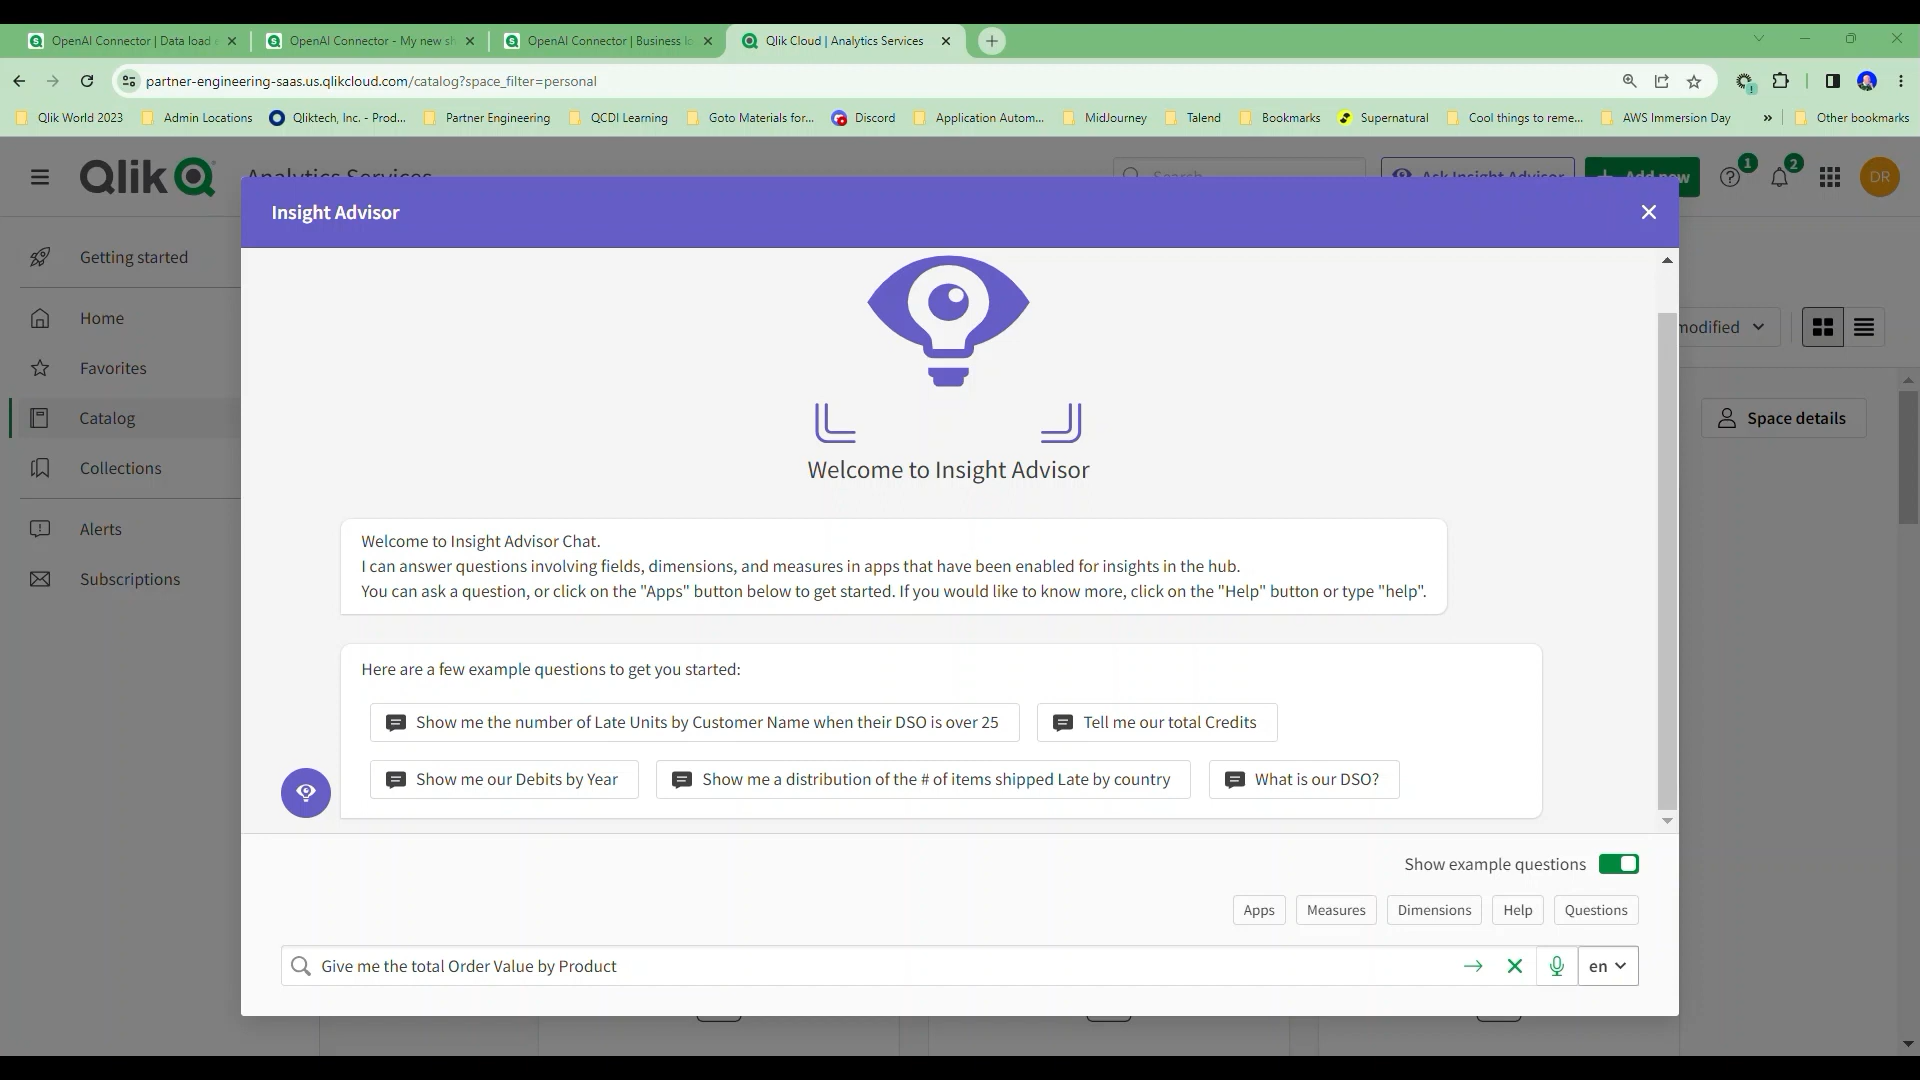 OpenAI Connector | Data load
OpenAI Connector - My new sh
OpenAI Connector | Business lo
Qlik Cloud | Analytics Services
partner-engineering-saas.us.qlikcloud.com/catalog?space_filter=personal
Qlik World 2023
Admin Locations
Qliktech, Inc. - Prod...
Partner Engineering
QCDI Learning
Goto Materials for...
Discord
Application Autom...
MidJourney
Talend
Bookmarks
Supernatural
Cool things to reme...
AWS Immersion Day
»
Other bookmarks
Qlik
Analytics Services
Search
Ask Insight Advisor
Add new
1
2
DR
Insight Advisor
Getting started
Home
Favorites
Catalog
Collections
Alerts
Subscriptions
modified
Space details
Welcome to Insight Advisor
Welcome to Insight Advisor Chat.
I can answer questions involving fields, dimensions, and measures in apps that have been enabled for insights in the hub.
You can ask a question, or click on the "Apps" button below to get started. If you would like to know more, click on the "Help" button or type "help".
Here are a few example questions to get you started:
Show me the number of Late Units by Customer Name when their DSO is over 25
Tell me our total Credits
Show me our Debits by Year
Show me a distribution of the # of items shipped Late by country
What is our DSO?
Show example questions
Apps
Measures
Dimensions
Help
Questions
Give me the total Order Value by Product
en